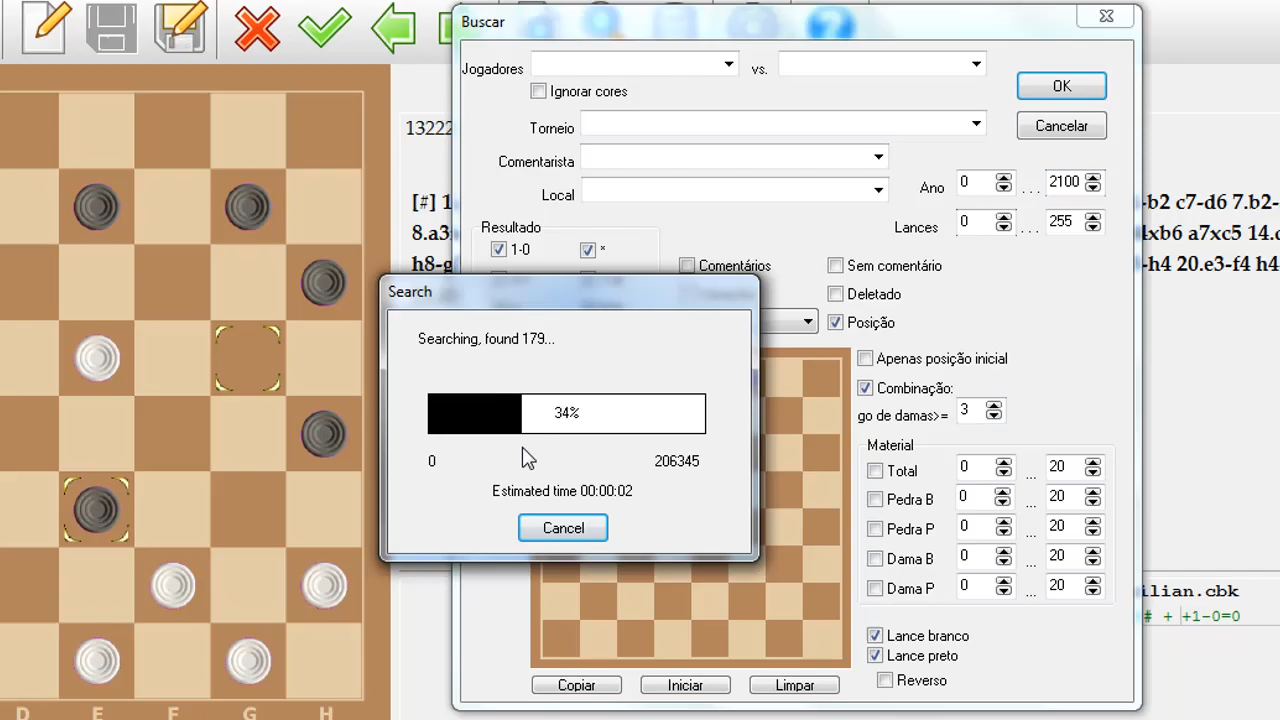 Buscar
Jogadores
vs.
OK
Ignorar cores
13222
Torneio
Cancelar
Comentarista
Ano 0 ... 2100
Local
[#] 1
-b2 c7-d6 7.b2-
Lances 0 ... 255
Resultado
8.a3
4xb6 a7xc5 14.c
1-0
*
h8-g
Comentários
Sem comentário
-h4 20.e3-f4 h4
Search
Deletado
Posição
Searching, found 179...
Apenas posição inicial
Combinação:
34%
go de damas>= 3
Material
0
206345
Total 0 ... 20
Estimated time 00:00:02
Pedra B 0 ... 20
Cancel
Pedra P 0 ... 20
Dama B 0 ... 20
Dama P 0 ... 20
ilian.cbk
# + +1-0=0
Lance branco
Lance preto
Reverso
Copiar
Iniciar
Limpar
D E F G H